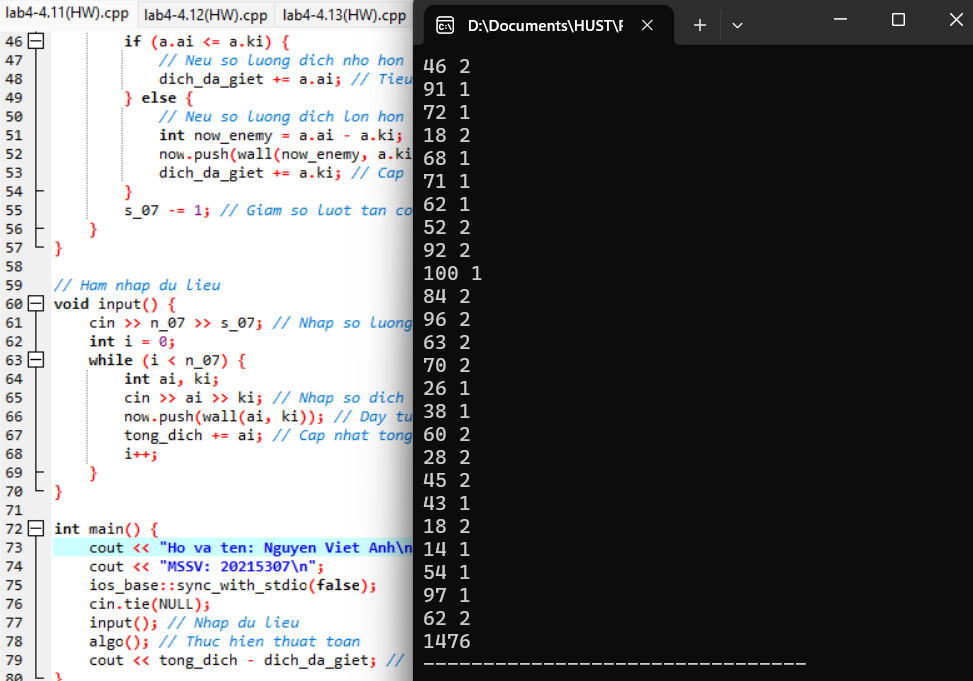 lab4-4.11(HW).cpp lab4-4.12(HW).cpp lab4-4.13(HW).cpp
46 if (a.ai <= a.ki) {
47 // Neu so luong dich nho hon
48 dich_da_giet += a.ai; // Tieu
49 } else {
50 // Neu so luong dich lon hon
51 int now_enemy = a.ai - a.ki;
52 now.push(wall(now_enemy, a.ki
53 dich_da_giet += a.ki; // Cap
54 }
55 s_07 -= 1; // Giam so luot tan co
56 }
57 }
58
59 // Ham nhap du lieu
60 void input() {
61 cin >> n_07 >> s_07; // Nhap so luong
62 int i = 0;
63 while (i < n_07) {
64 int ai, ki;
65 cin >> ai >> ki; // Nhap so dich
66 now.push(wall(ai, ki)); // Day tu
67 tong_dich += ai; // Cap nhat tong
68 i++;
69 }
70 }
71
72 int main() {
73 cout << "Ho va ten: Nguyen Viet Anh\n
74 cout << "MSSV: 20215307\n";
75 ios_base::sync_with_stdio(false);
76 cin.tie(NULL);
77 input(); // Nhap du lieu
78 algo(); // Thuc hien thuat toan
79 cout << tong_dich - dich_da_giet; //
80 }
D:\Documents\HUST\F
46 2
91 1
72 1
18 2
68 1
71 1
62 1
52 2
92 2
100 1
84 2
96 2
63 2
70 2
26 1
38 1
60 2
28 2
45 2
43 1
18 2
14 1
54 1
97 1
62 2
1476
--------------------------------